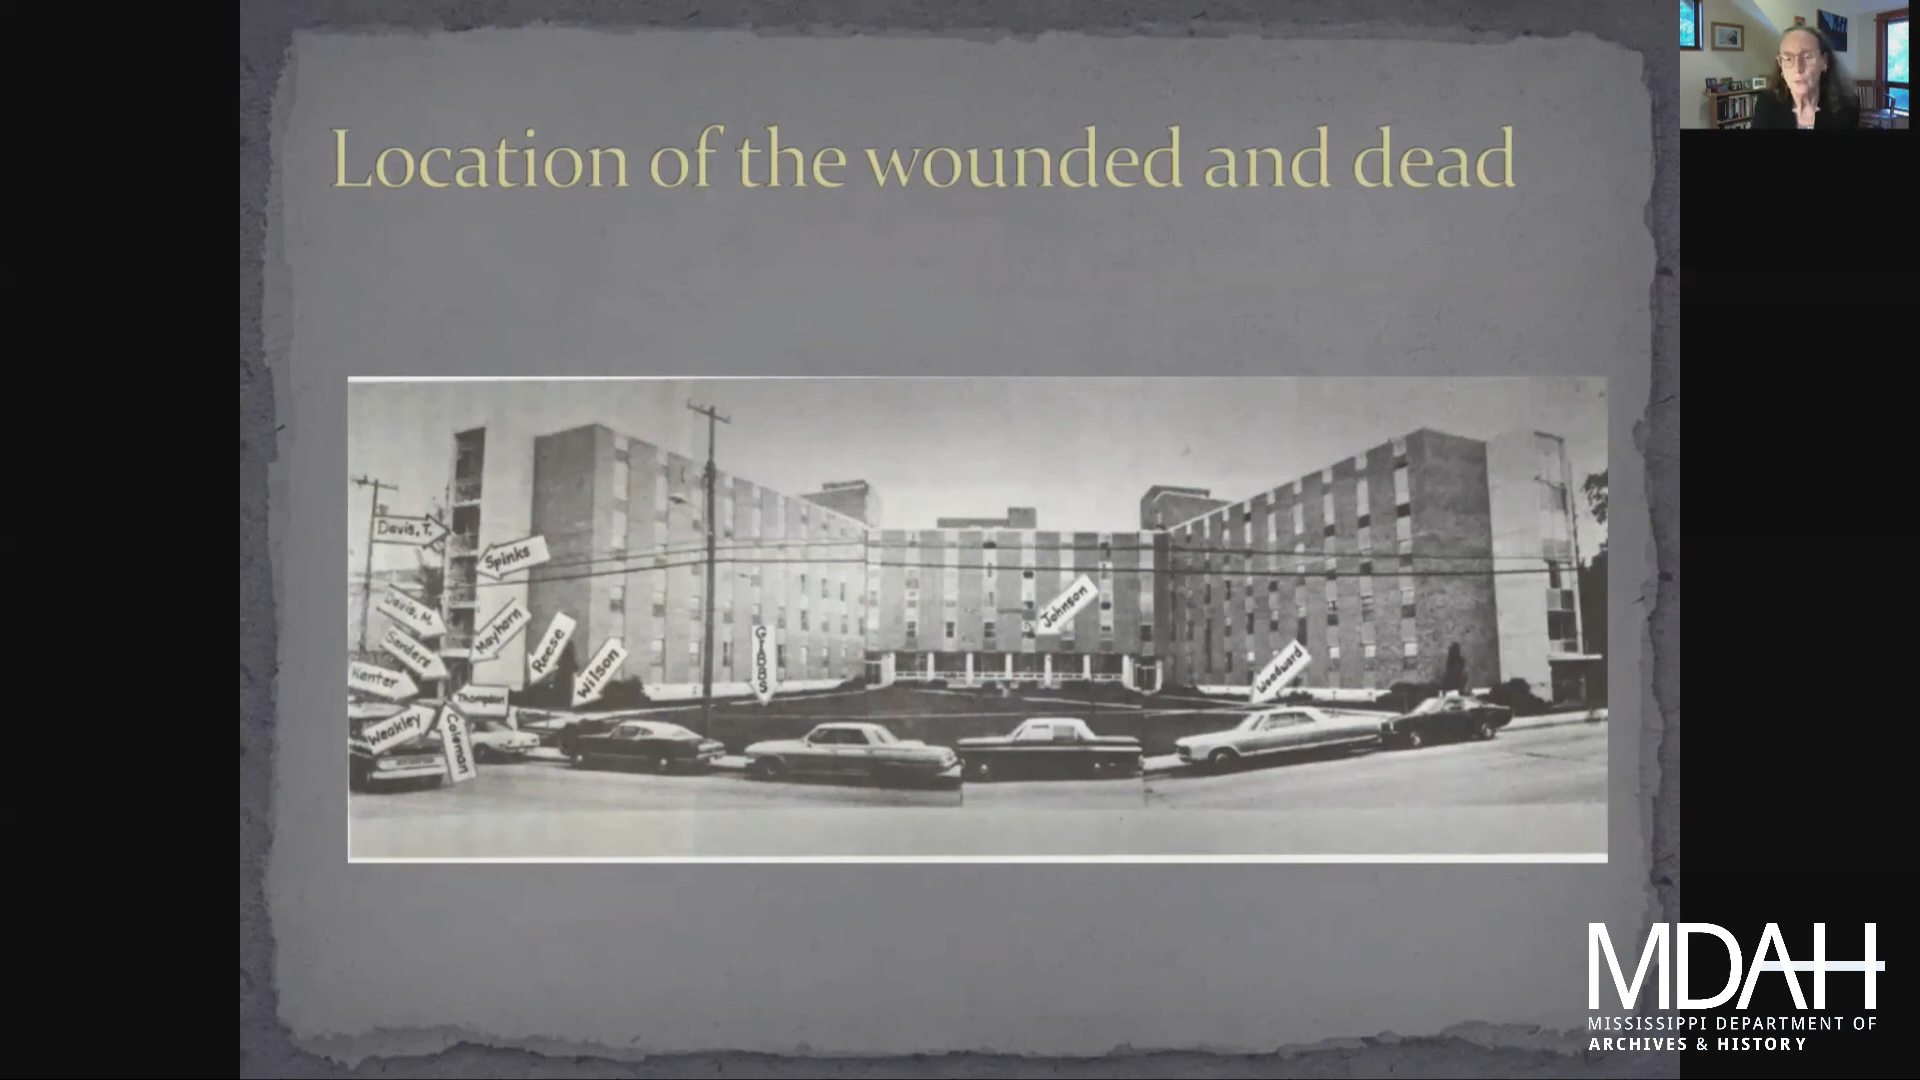 Location of the wounded and dead
Davis, T.
Spinks
Davis, M.
Mayhorn
Sanders
Reese
Wilson
GIBBS
Johnson
Woodward
Kenter
Thompson
Weakley
Coleman
MDAH
MISSISSIPPI DEPARTMENT OF
ARCHIVES & HISTORY